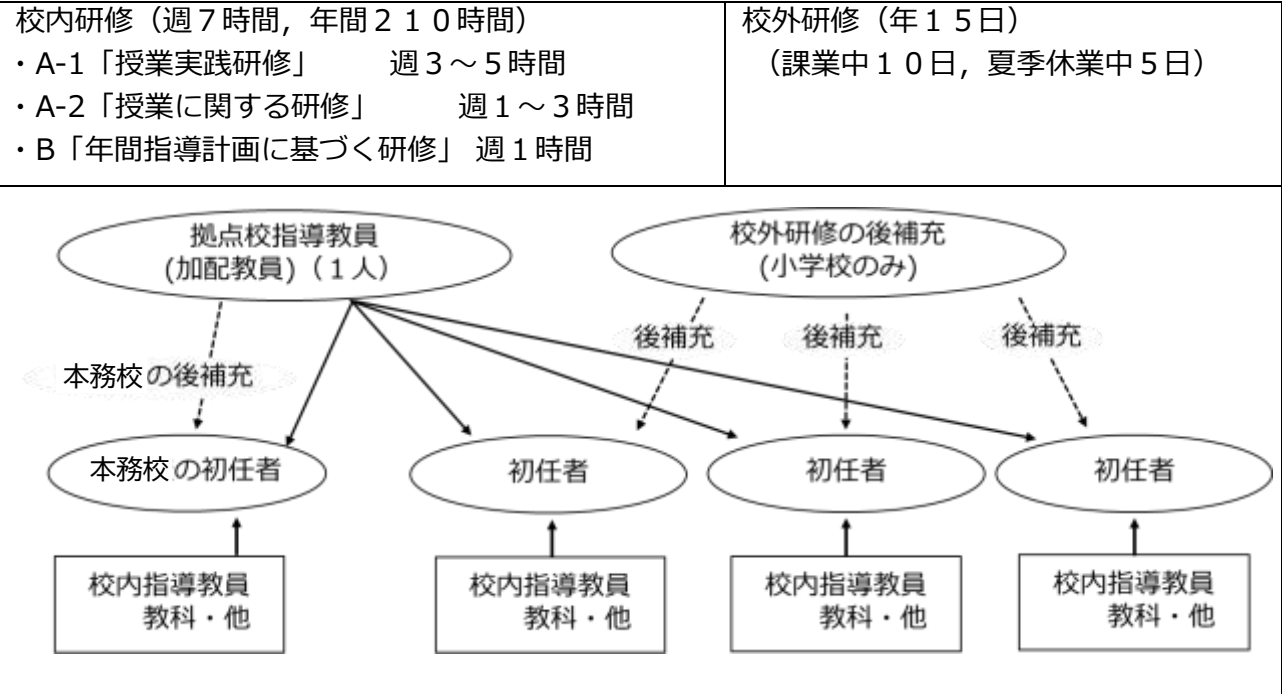 校内研修（週７時間，年間２１０時間）
・A-1「授業実践研修」　　週３～５時間
・A-2「授業に関する研修」　　　週１～３時間
・B「年間指導計画に基づく研修」 週１時間
校外研修（年１５日）
（課業中１０日，夏季休業中５日）
拠点校指導教員
(加配教員)（１人）
校外研修の後補充
(小学校のみ)
本務校の後補充
後補充
後補充
後補充
本務校の初任者
初任者
初任者
初任者
校内指導教員
教科・他
校内指導教員
教科・他
校内指導教員
教科・他
校内指導教員
教科・他